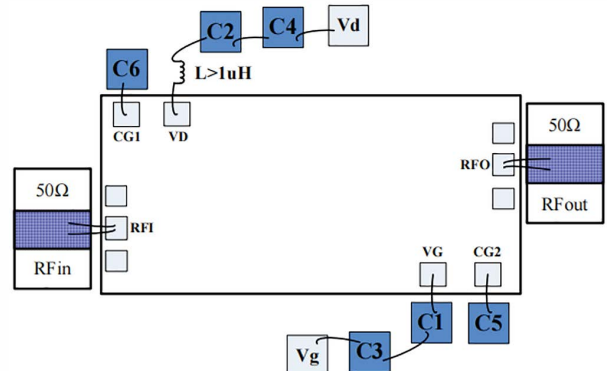 C2
C4
Vd
C6
L>1uH
CG1
VD
50Ω
RFO
RFout
50Ω
RFI
RFin
VG
CG2
C1
C5
Vg
C3